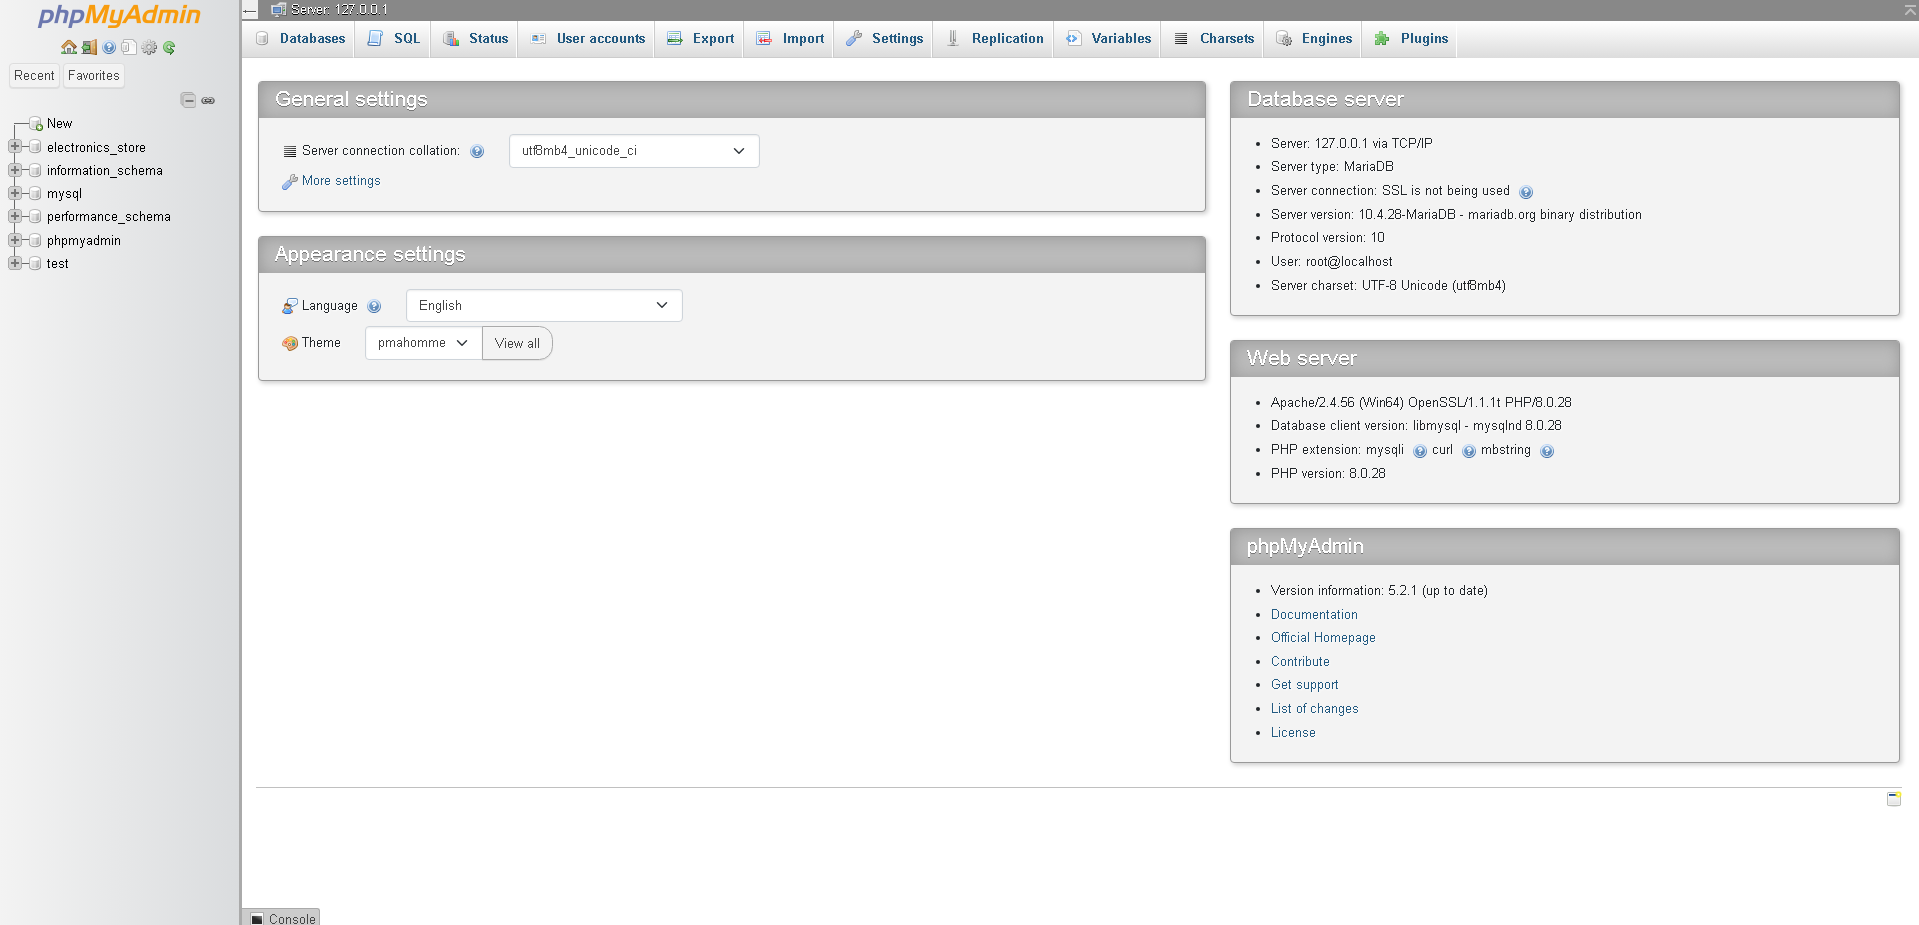 phpMyAdmin
Recent Favorites
New
electronics_store
information_schema
mysql
performance_schema
phpmyadmin
test
Server: 127.0.0.1
Databases SQL Status User accounts Export Import Settings Replication Variables Charsets Engines Plugins
General settings
Server connection collation: utf8mb4_unicode_ci
More settings
Appearance settings
Language English
Theme pmahomme View all
Database server
Server: 127.0.0.1 via TCP/IP
Server type: MariaDB
Server connection: SSL is not being used
Server version: 10.4.28-MariaDB - mariadb.org binary distribution
Protocol version: 10
User: root@localhost
Server charset: UTF-8 Unicode (utf8mb4)
Web server
Apache/2.4.56 (Win64) OpenSSL/1.1.1t PHP/8.0.28
Database client version: libmysql - mysqlnd 8.0.28
PHP extension: mysqli curl mbstring
PHP version: 8.0.28
phpMyAdmin
Version information: 5.2.1 (up to date)
Documentation
Official Homepage
Contribute
Get support
List of changes
License
Console